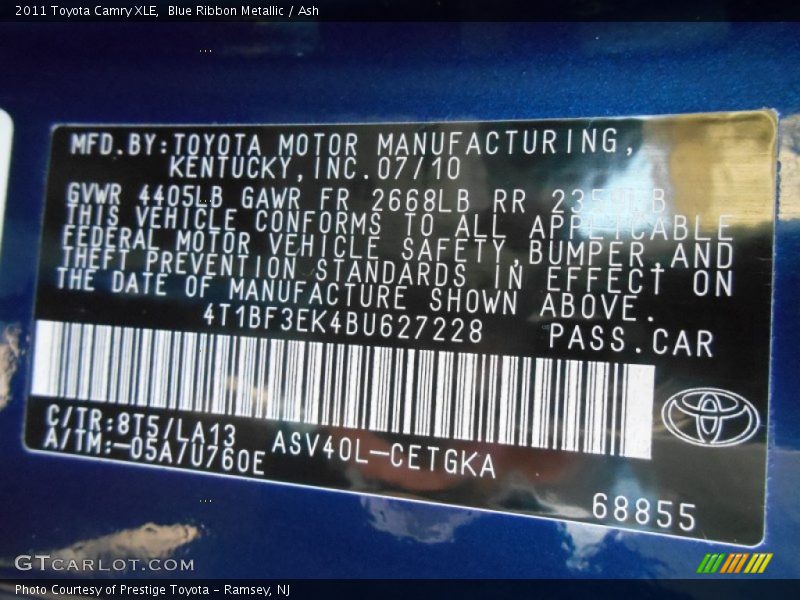 2011 Toyota Camry XLE,  Blue Ribbon Metallic / Ash
MFD.BY:TOYOTA MOTOR MANUFACTURING,
KENTUCKY,INC.07/10
GVWR 4405LB GAWR FR 2668LB RR
THIS VEHICLE CONFORMS TO ALL APPLICABLE
FEDERAL MOTOR VEHICLE SAFETY,BUMPER,AND
THEFT PREVENTION STANDARDS IN EFFECT ON
THE DATE OF MANUFACTURE SHOWN ABOVE.
4T1BF3EK4BU627228 PASS.CAR
C/TR:8T5/LA13
A/TM:-05A/U760E
ASV40L-CETGKA
68855
GTCARLOT.COM
Photo Courtesy of Prestige Toyota - Ramsey, NJ